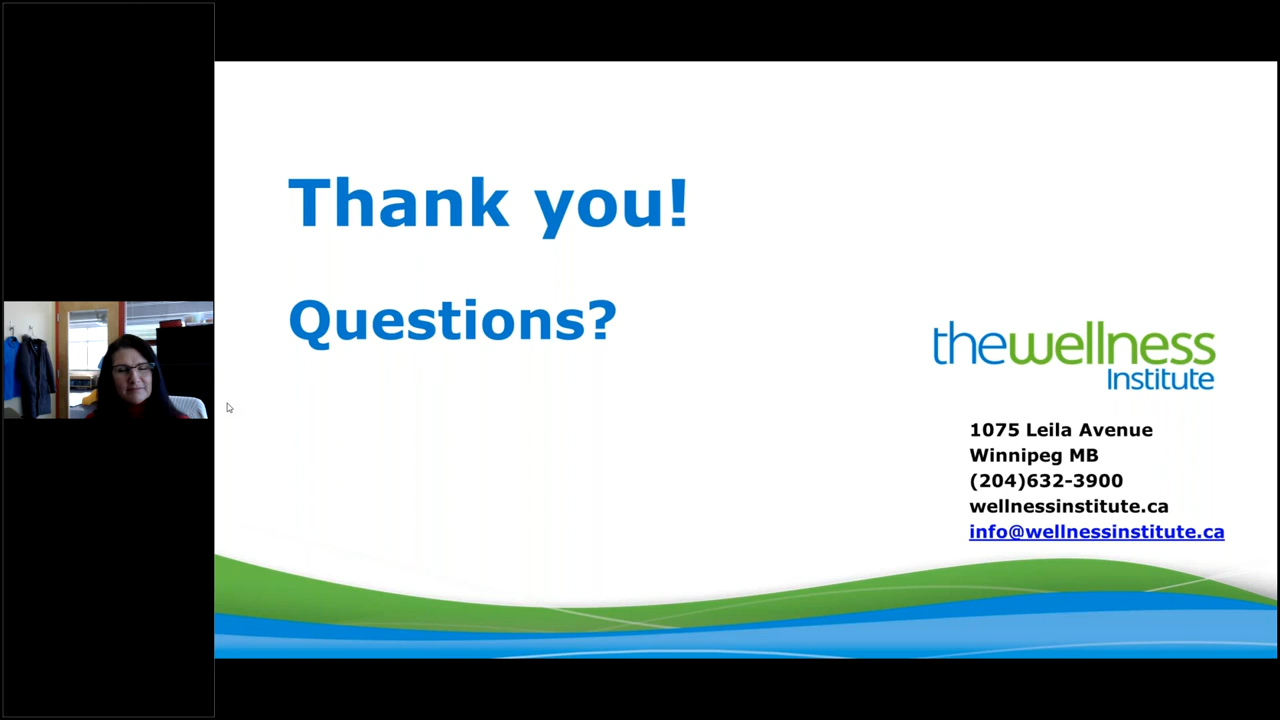 Thank you!
Questions?
thewellness
Institute
1075 Leila Avenue
Winnipeg MB
(204)632-3900
wellnessinstitute.ca
info@wellnessinstitute.ca